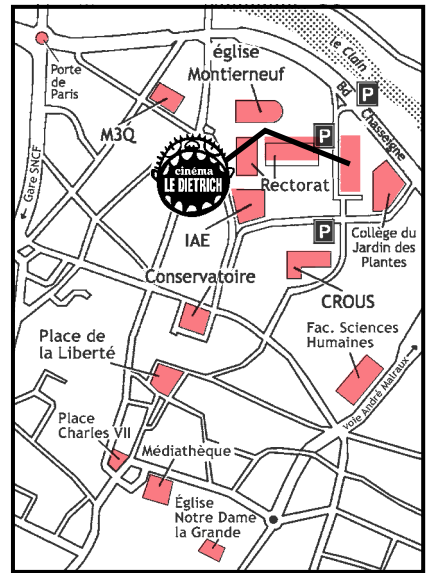 le Clain
église
Montierneuf
Porte
de
Paris
P
Bd
Chasseigne
M3Q
P
cinéma
LE DIETRICH
Rectorat
Gare SNCF
IAE
P
Collège du
Jardin des
Plantes
Conservatoire
CROUS
Fac. Sciences
Humaines
Place de
la Liberté
voie André Malraux
Place
Charles VII
Médiathèque
Église
Notre Dame
la Grande